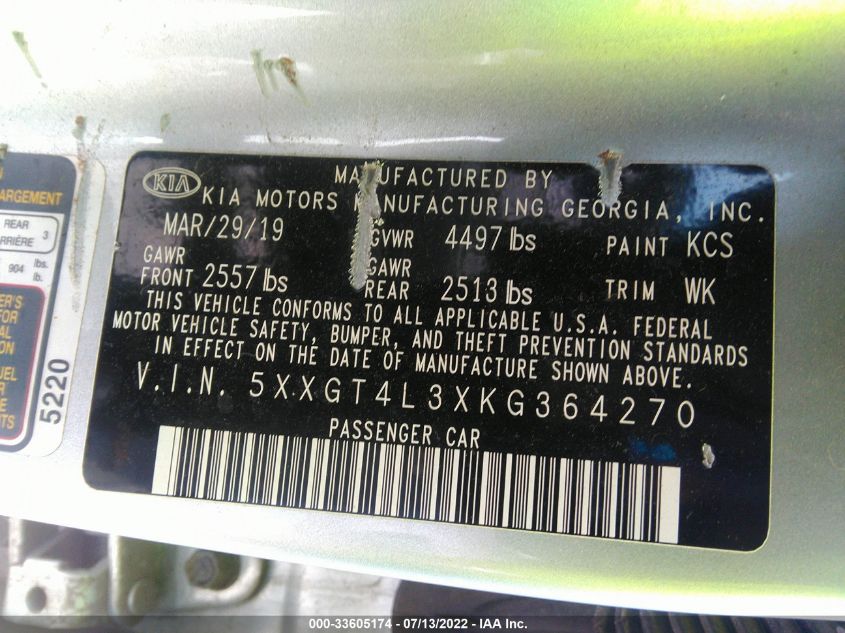 KIA
MANUFACTURED BY
KIA MOTORS MANUFACTURING GEORGIA, INC.
MAR/29/19 GVWR 4497 lbs PAINT KCS
GAWR FRONT 2557 lbs GAWR REAR 2513 lbs TRIM WK
THIS VEHICLE CONFORMS TO ALL APPLICABLE U.S.A. FEDERAL
MOTOR VEHICLE SAFETY, BUMPER, AND THEFT PREVENTION STANDARDS
IN EFFECT ON THE DATE OF MANUFACTURE SHOWN ABOVE.
V.I.N. 5XXGT4L3XKG364270
PASSENGER CAR
REAR 3
904 lbs.
lb.
5220
000-33605174 - 07/13/2022 - IAA Inc.